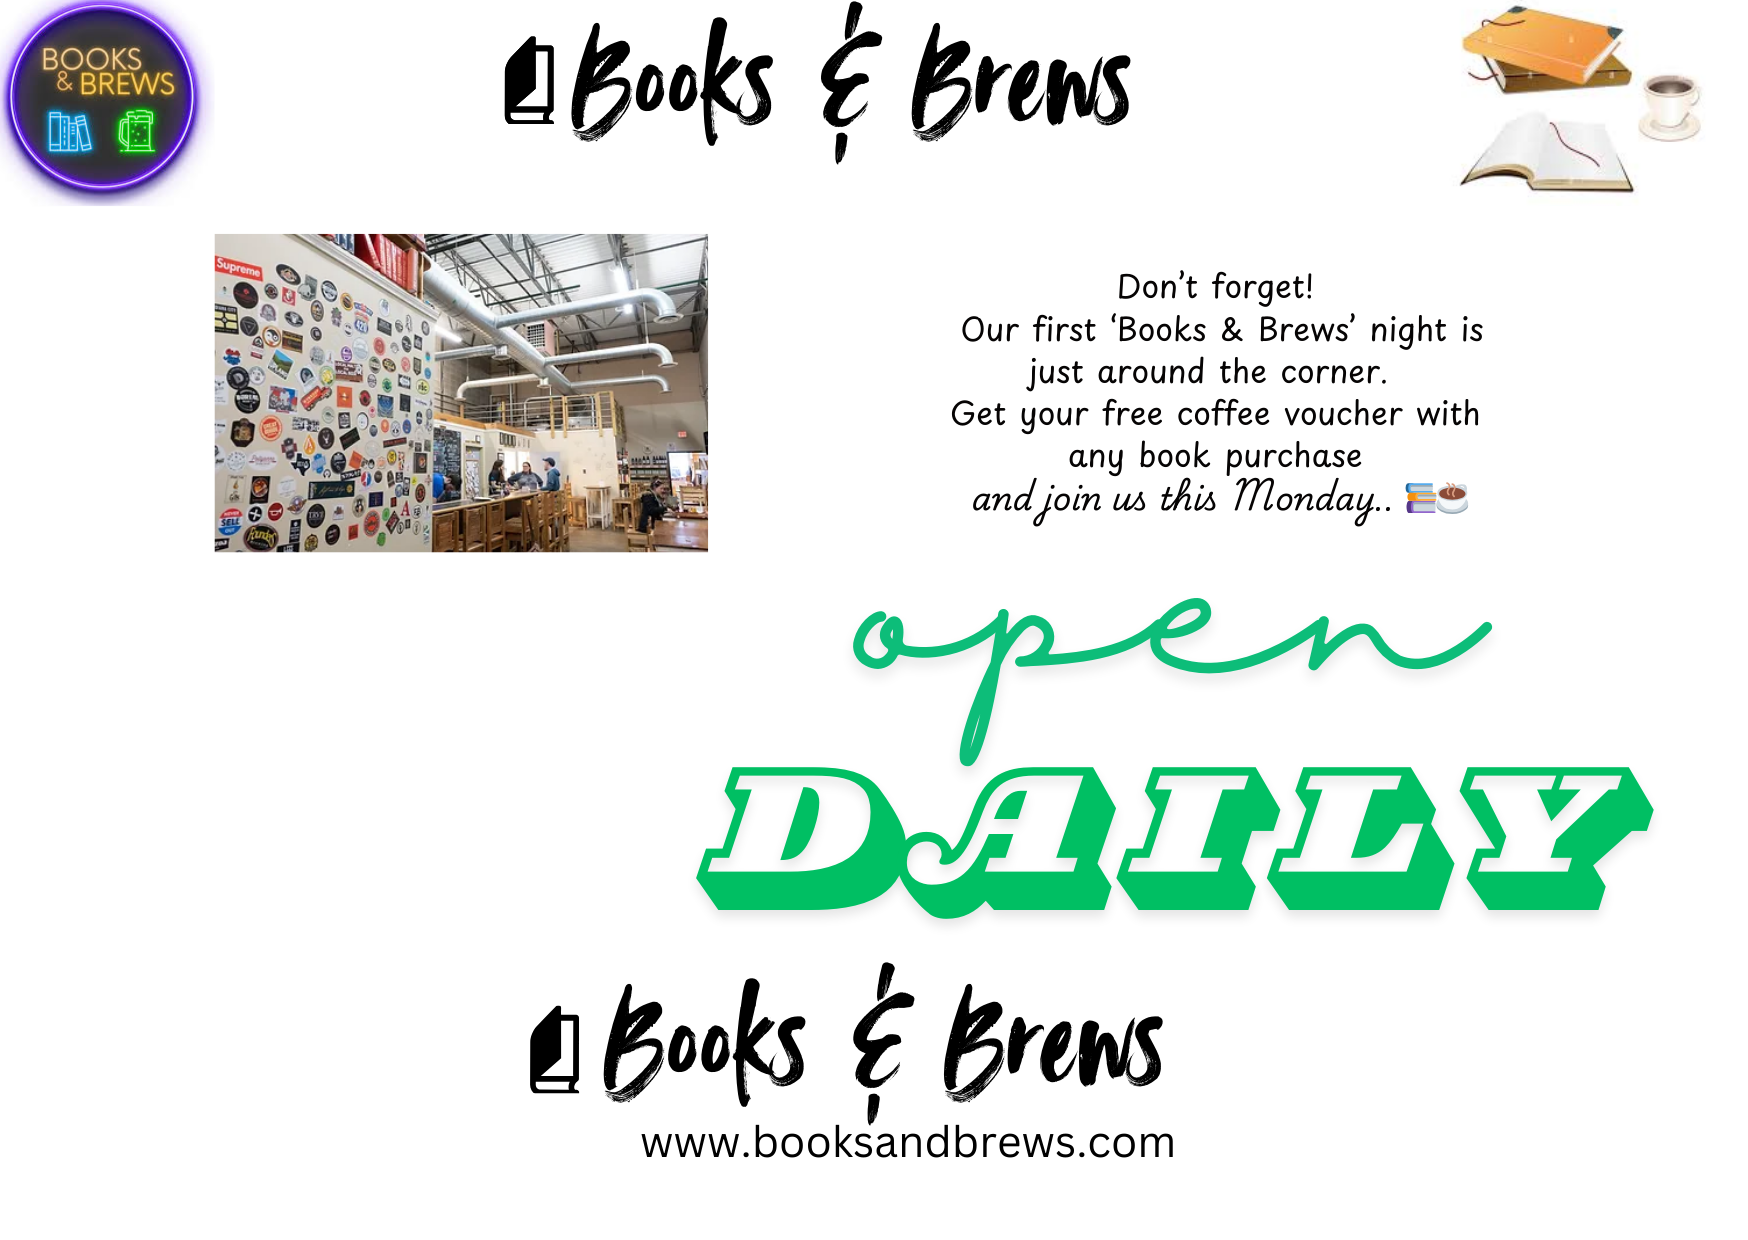 BOOKS
& BREWS
Books & Brews
Supreme
Don’t forget!
Our first ‘Books & Brews’ night is
just around the corner.
Get your free coffee voucher with
any book purchase
and join us this Monday.. 📚☕
open
DAILY
Books & Brews
www.booksandbrews.com